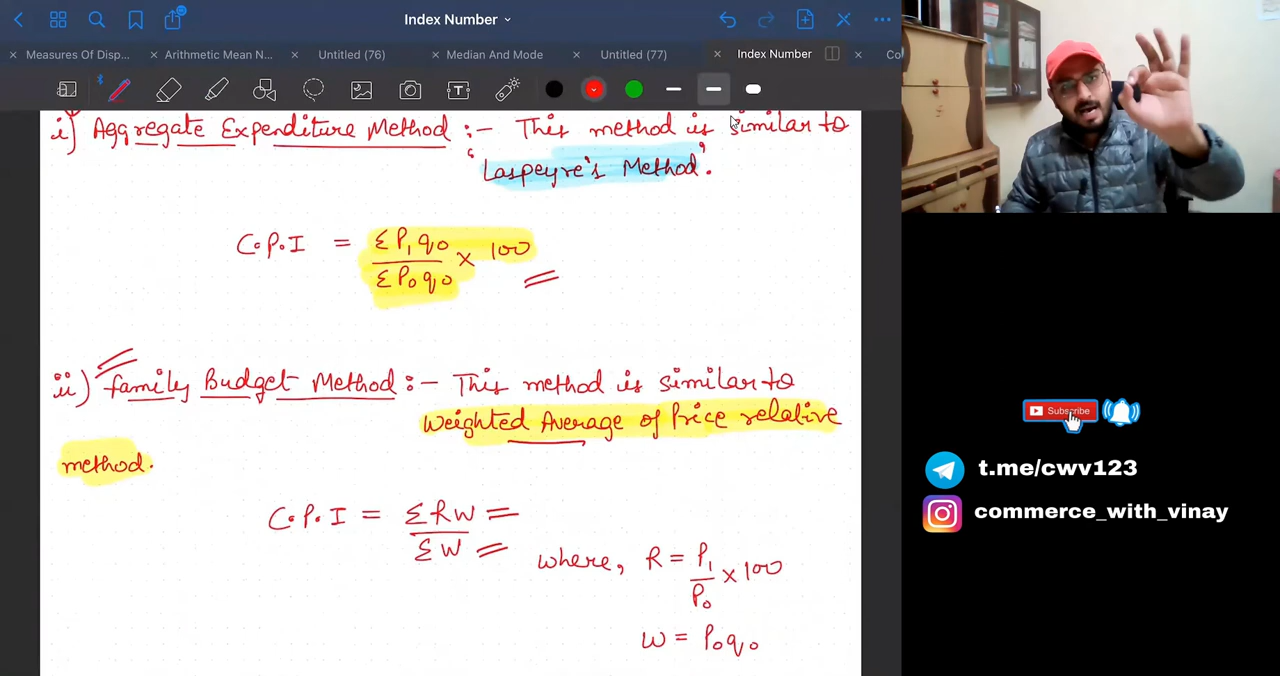 Index Number
Measures Of Disp...
Arithmetic Mean N...
Untitled (76)
Median And Mode
Untitled (77)
Index Number
Co
i) Aggregate Expenditure Method :- This method is similar to
'Laspeyre's Method'.
C.P.I = ΣP₁q₀ / ΣP₀q₀ × 100
ii) Family Budget Method :- This method is similar to
Weighted Average of Price relative
method.
C.P.I = ΣRW / ΣW
where, R = P₁ / P₀ × 100
W = P₀q₀
Subscribe
t.me/cwv123
commerce_with_vinay